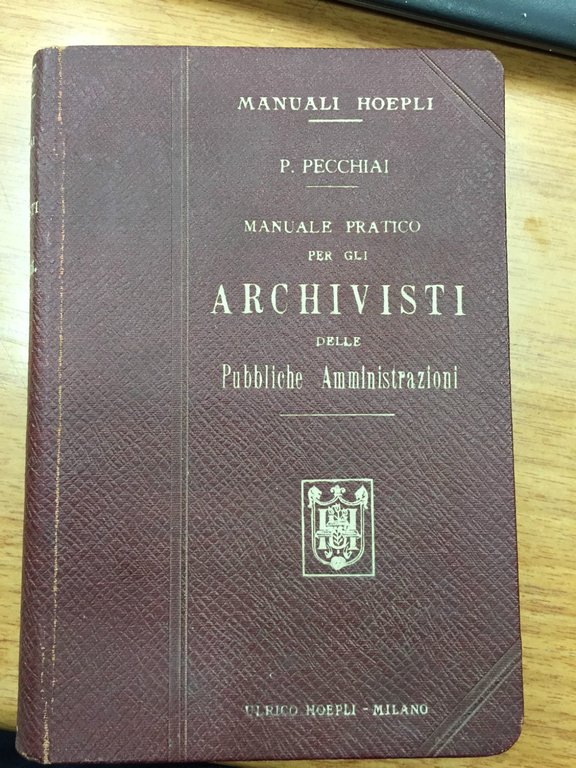 MANUALI HOEPLI
P. PECCHIAI
MANUALE PRATICO
PER GLI
ARCHIVISTI
DELLE
Pubbliche Amministrazioni
ULRICO HOEPLI - MILANO